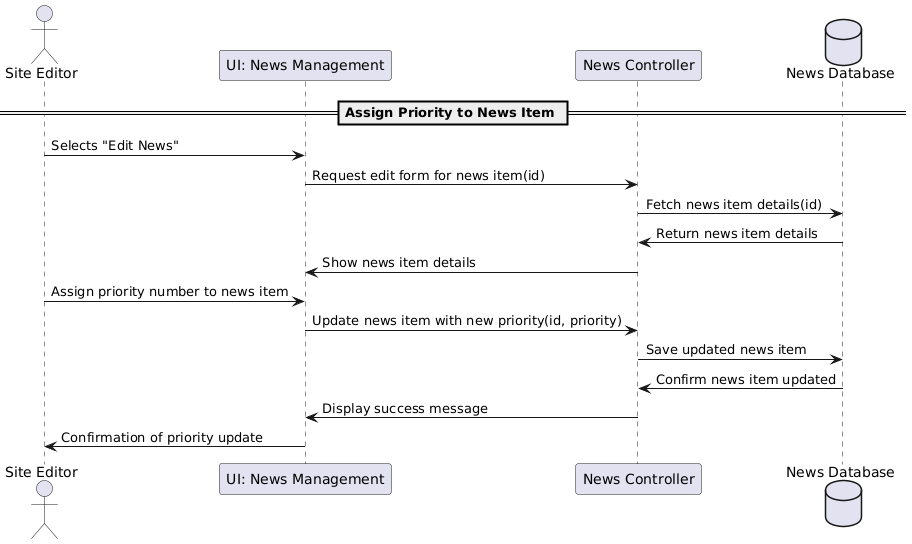 Site Editor
UI: News Management
News Controller
News Database
Assign Priority to News Item
Selects "Edit News"
Request edit form for news item(id)
Fetch news item details(id)
Return news item details
Show news item details
Assign priority number to news item
Update news item with new priority(id, priority)
Save updated news item
Confirm news item updated
Display success message
Confirmation of priority update
Site Editor
UI: News Management
News Controller
News Database